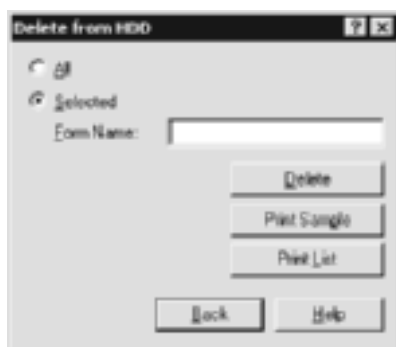 Delete from HDD
All
Selected
Form Name:
Delete
Print Sample
Print List
Back
Help